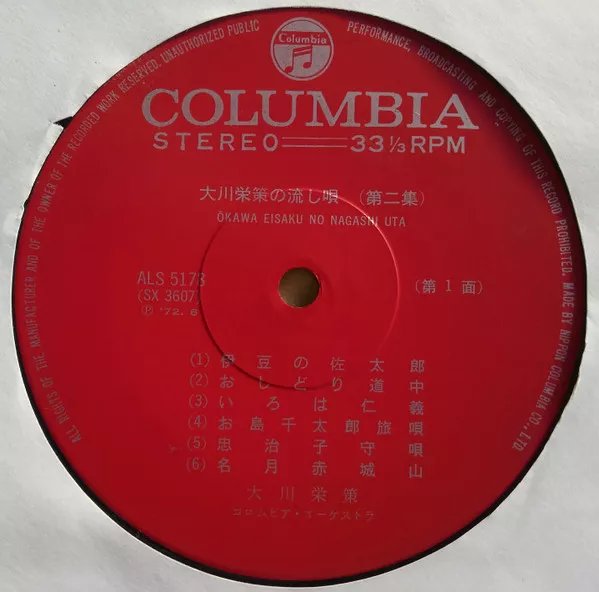 ALL RIGHTS OF THE MANUFACTURER AND OF THE OWNER OF THE RECORDED WORK RESERVED. UNAUTHORIZED PUBLIC PERFORMANCE, BROADCASTING AND COPYING OF THIS RECORD PROHIBITED. MADE BY NIPPON COLUMBIA CO., LTD.
Columbia
COLUMBIA
STEREO 33 1/3 RPM
大川栄策の流し唄 (第二集)
ŌKAWA EISAKU NO NAGASHI UTA
ALS 5178
(SX 3607)
(第1面)
Ⓟ '72. 6
(1) 伊豆の佐太郎
(2) おしどり道中
(3) いろは仁義
(4) お島千太郎旅唄
(5) 忠治子守唄
(6) 名月赤城山
大川栄策
コロムビア・オーケストラ